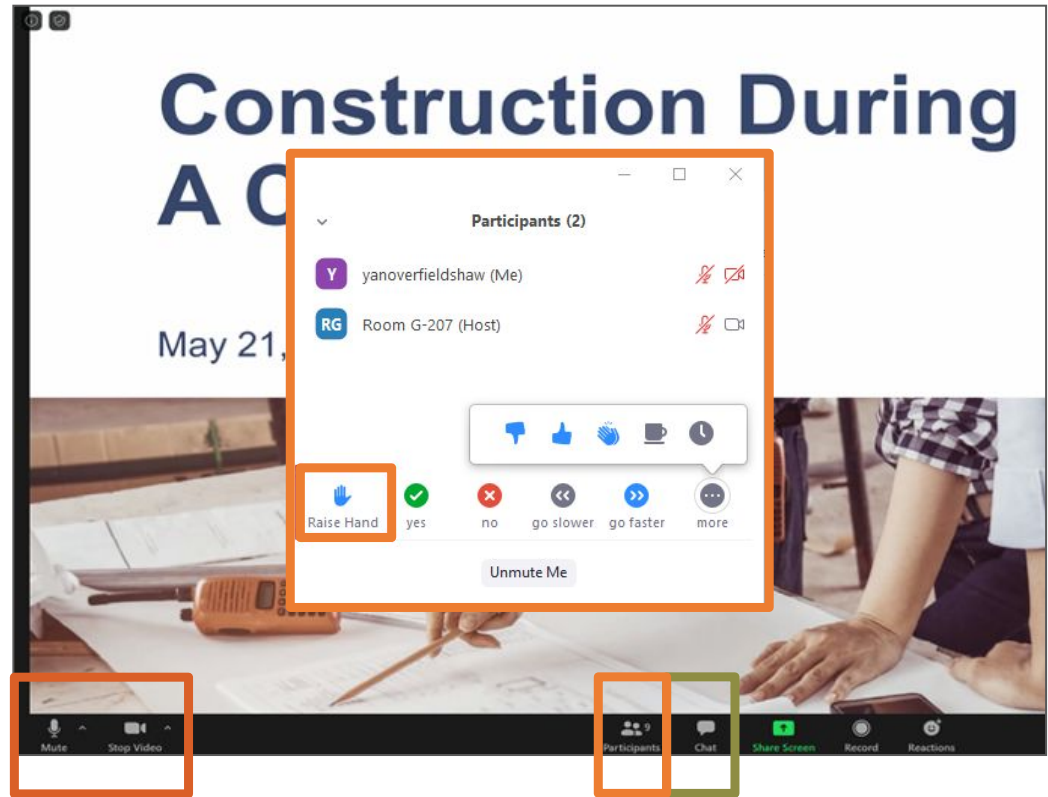 Construction During
A C
May 21,
Participants (2)
Y yanoverfieldshaw (Me)
RG Room G-207 (Host)
Raise Hand yes no go slower go faster more
Unmute Me
9
Mute Stop Video Participants Chat Share Screen Record Reactions